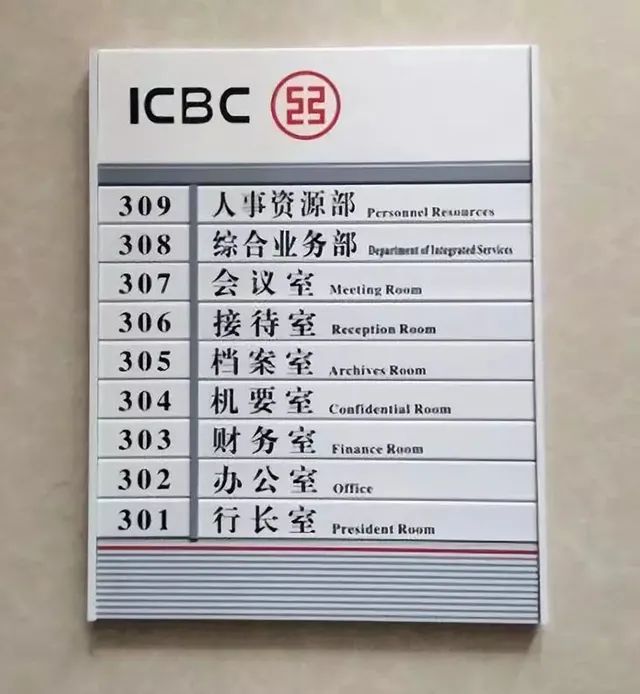 ICBC
309 人事资源部 Personnel Resources
308 综合业务部 Department of Integrated Services
307 会议室 Meeting Room
306 接待室 Reception Room
305 档案室 Archives Room
304 机要室 Confidential Room
303 财务室 Finance Room
302 办公室 Office
301 行长室 President Room